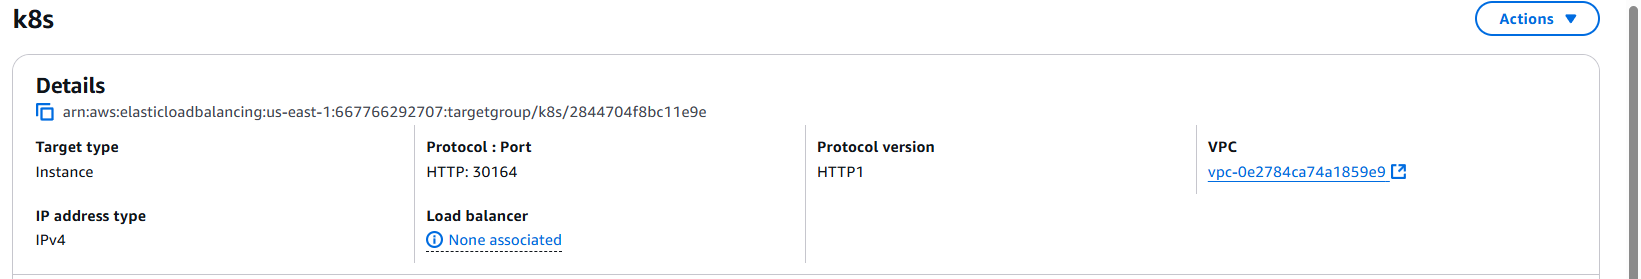 k8s
Actions
Details
arn:aws:elasticloadbalancing:us-east-1:667766292707:targetgroup/k8s/2844704f8bc11e9e
Target type
Instance
Protocol : Port
HTTP: 30164
Protocol version
HTTP1
VPC
vpc-0e2784ca74a1859e9
IP address type
IPv4
Load balancer
None associated